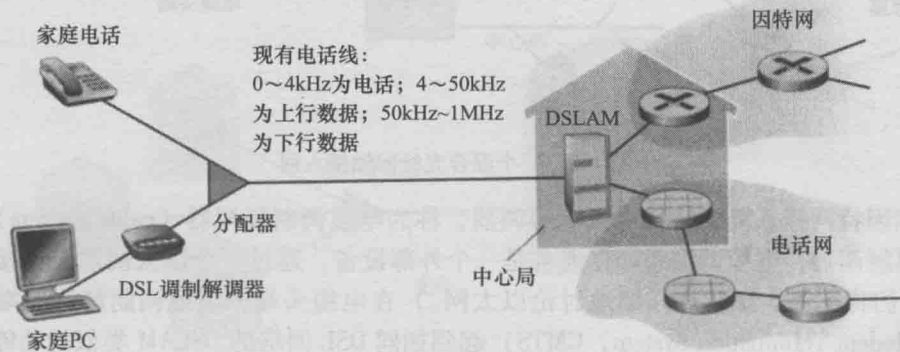 家庭电话
现有电话线：
0～4kHz为电话；4～50kHz
为上行数据；50kHz~1MHz
为下行数据
因特网
DSLAM
分配器
DSL调制解调器
家庭PC
中心局
电话网